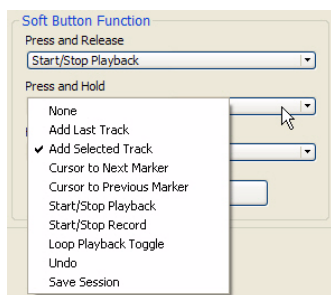 Soft Button Function
Press and Release
Start/Stop Playback
Press and Hold
None
Add Last Track
Add Selected Track
Cursor to Next Marker
Cursor to Previous Marker
Start/Stop Playback
Start/Stop Record
Loop Playback Toggle
Undo
Save Session